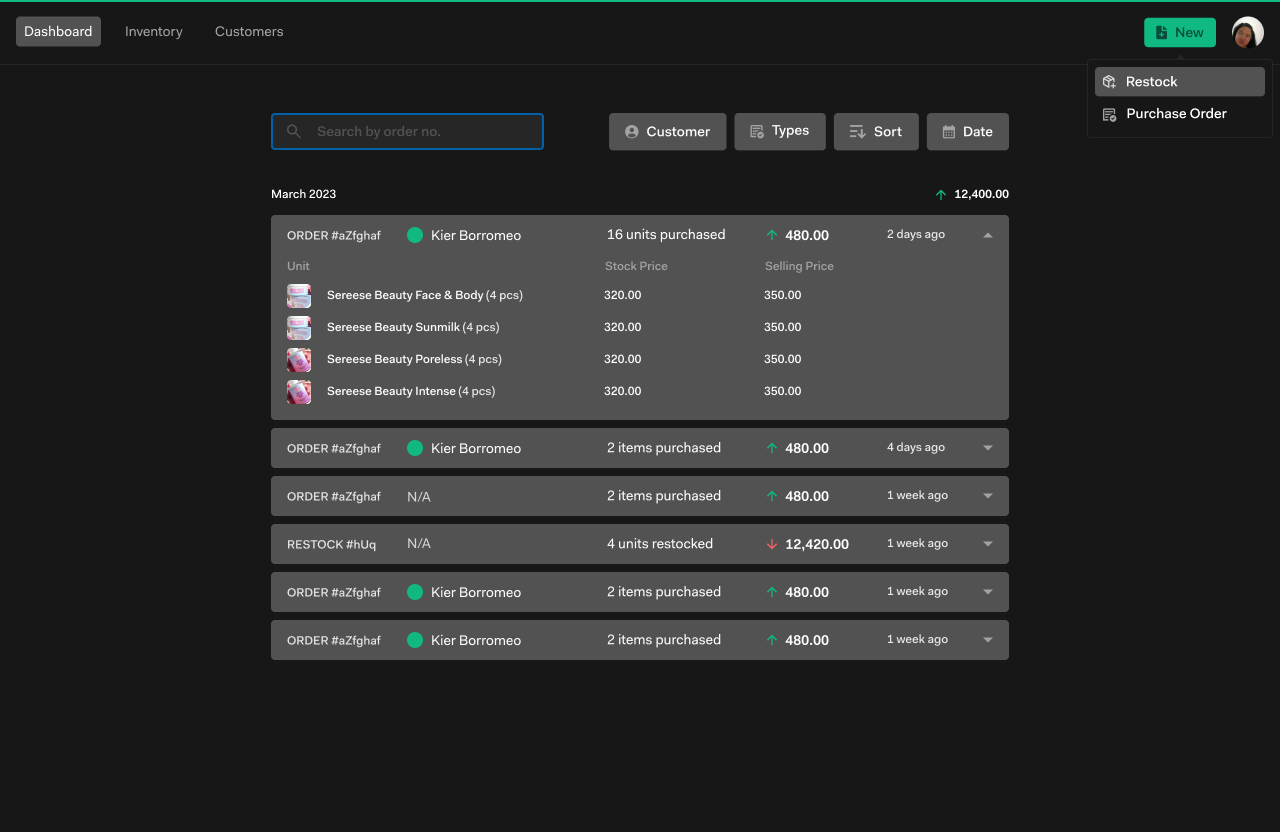 Dashboard Inventory Customers New
Restock
Purchase Order
Search by order no. Customer Types Sort Date
March 2023 12,400.00
ORDER #aZfghaf Kier Borromeo 16 units purchased 480.00 2 days ago
Unit Stock Price Selling Price
Sereese Beauty Face & Body (4 pcs) 320.00 350.00
Sereese Beauty Sunmilk (4 pcs) 320.00 350.00
Sereese Beauty Poreless (4 pcs) 320.00 350.00
Sereese Beauty Intense (4 pcs) 320.00 350.00
ORDER #aZfghaf Kier Borromeo 2 items purchased 480.00 4 days ago
ORDER #aZfghaf N/A 2 items purchased 480.00 1 week ago
RESTOCK #hUq N/A 4 units restocked 12,420.00 1 week ago
ORDER #aZfghaf Kier Borromeo 2 items purchased 480.00 1 week ago
ORDER #aZfghaf Kier Borromeo 2 items purchased 480.00 1 week ago